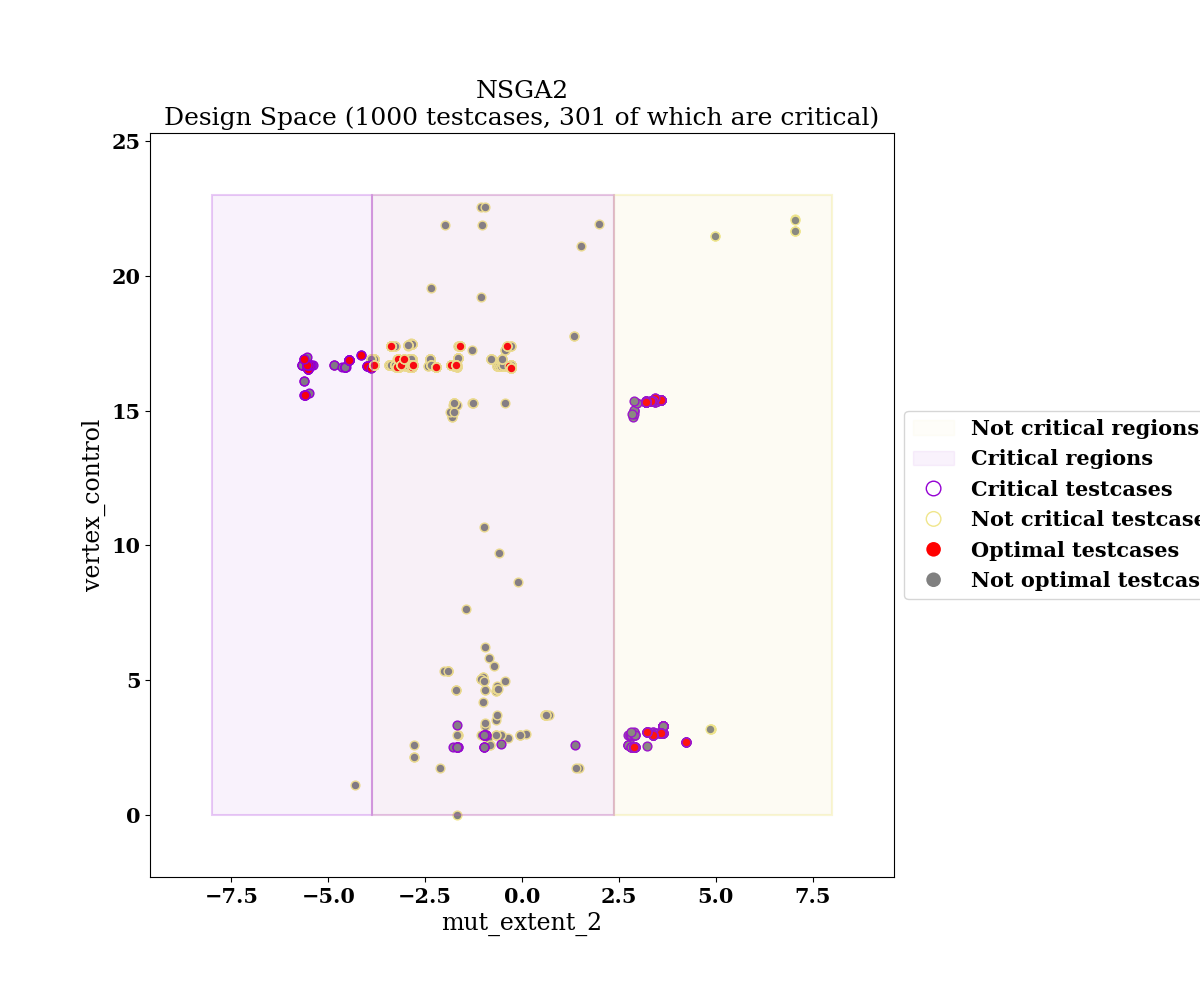 NSGA2
Design Space (1000 testcases, 301 of which are critical)
25
20
15
10
5
0
vertex_control
−7.5 −5.0 −2.5 0.0 2.5 5.0 7.5
mut_extent_2
Not critical regions
Critical regions
Critical testcases
Not critical testcase
Optimal testcases
Not optimal testcas